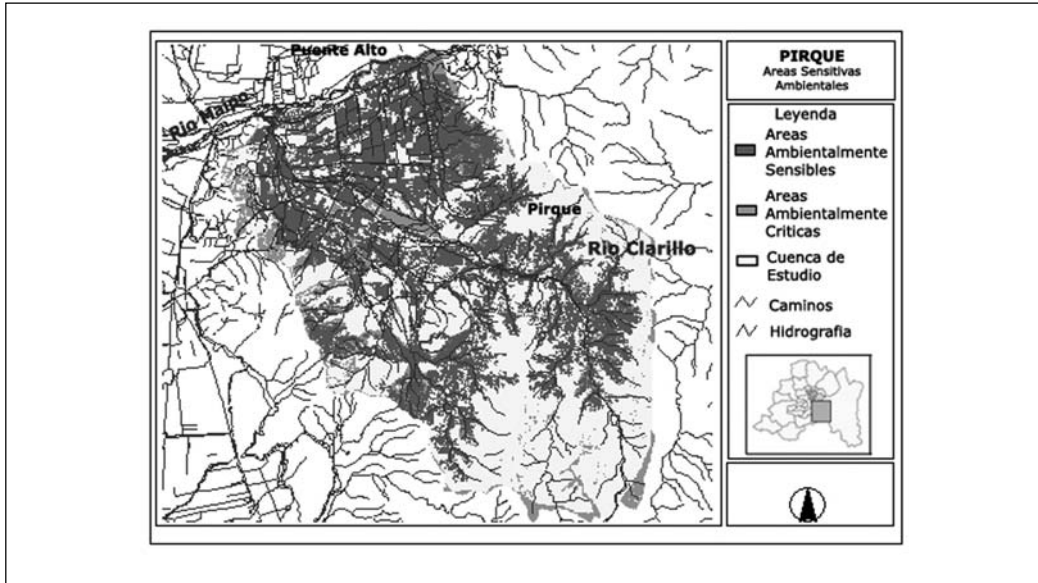 Puente Alto
Rio Maipo
Pirque
Rio Clarillo
PIRQUE
Areas Sensitivas
Ambientales
Leyenda
Areas
Ambientalmente
Sensibles
Areas
Ambientalmente
Criticas
Cuenca de
Estudio
Caminos
Hidrografia